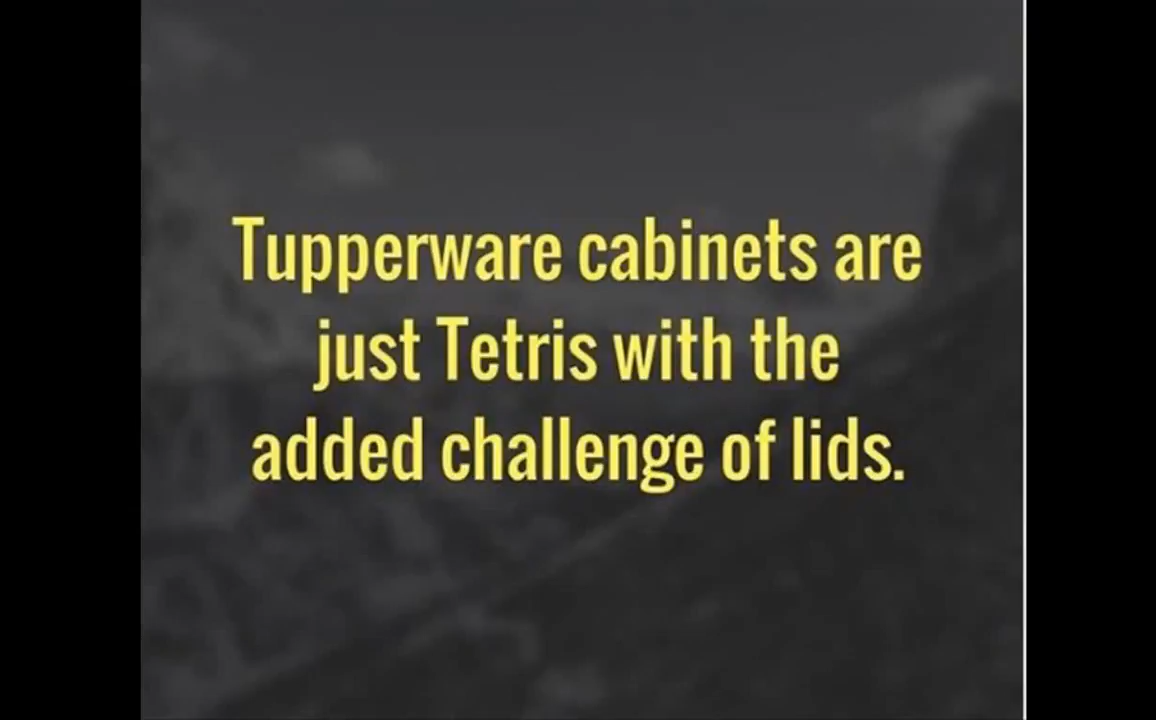 Tupperware cabinets are
just Tetris with the
added challenge of lids.